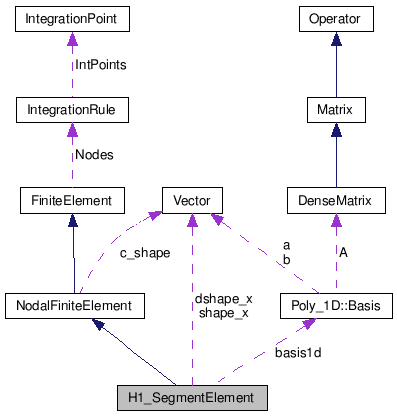 IntegrationPoint
Operator
IntPoints
IntegrationRule
Matrix
Nodes
FiniteElement
Vector
DenseMatrix
c_shape
a
b
A
NodalFiniteElement
dshape_x
shape_x
Poly_1D::Basis
basis1d
H1_SegmentElement